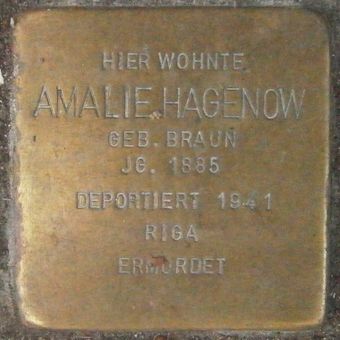 HIER WOHNTE
AMALIE HAGENOW
GEB. BRAUN
JG. 1885
DEPORTIERT 1941
RIGA
ERMORDET